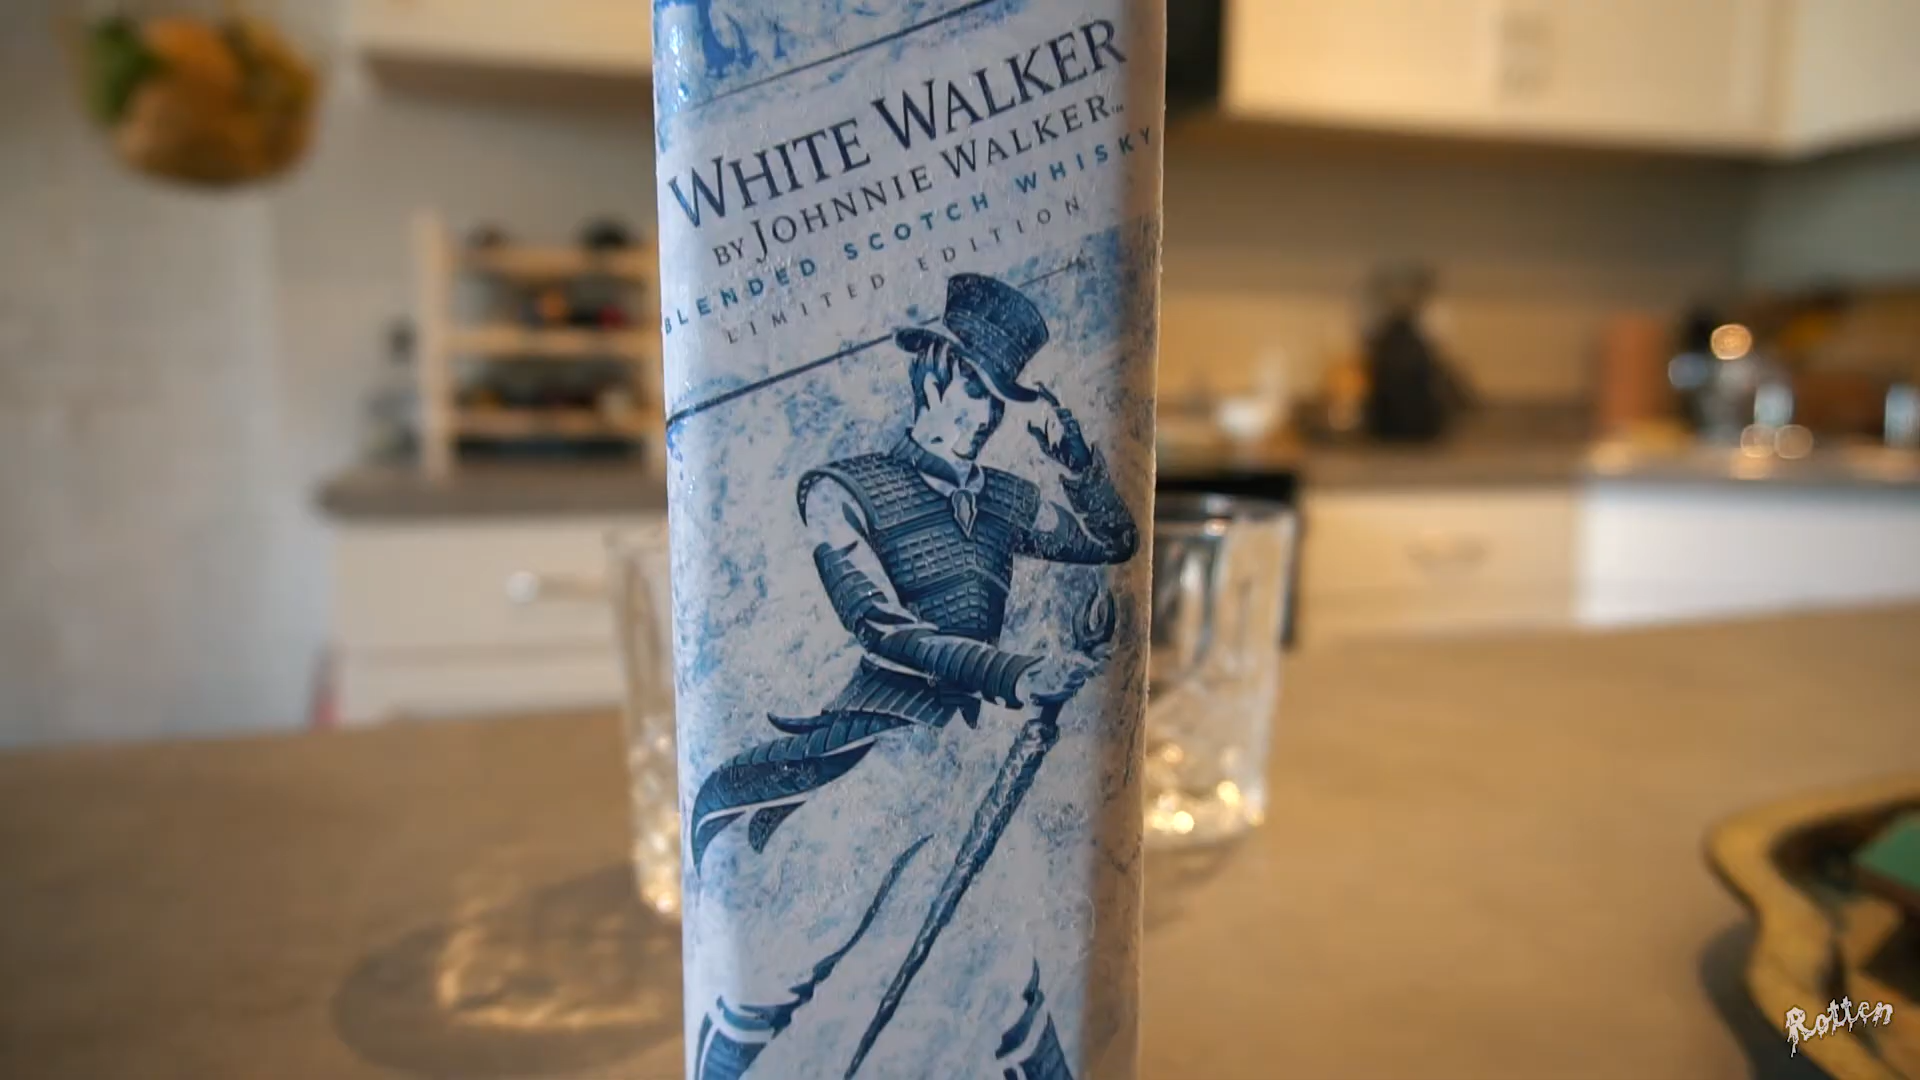 WHITE WALKER
BY JOHNNIE WALKER™
BLENDED SCOTCH WHISKY
LIMITED EDITION
Rotten